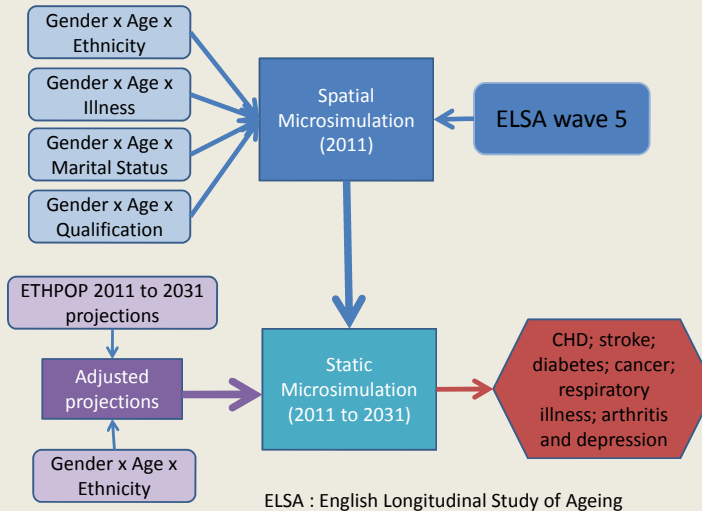 Gender x Age x
Ethnicity
Gender x Age x
Illness
Gender x Age x
Marital Status
Gender x Age x
Qualification
Spatial
Microsimulation
(2011)
ELSA wave 5
ETHPOP 2011 to 2031
projections
Adjusted
projections
Gender x Age x
Ethnicity
Static
Microsimulation
(2011 to 2031)
CHD; stroke;
diabetes; cancer;
respiratory
illness; arthritis
and depression
ELSA : English Longitudinal Study of Ageing